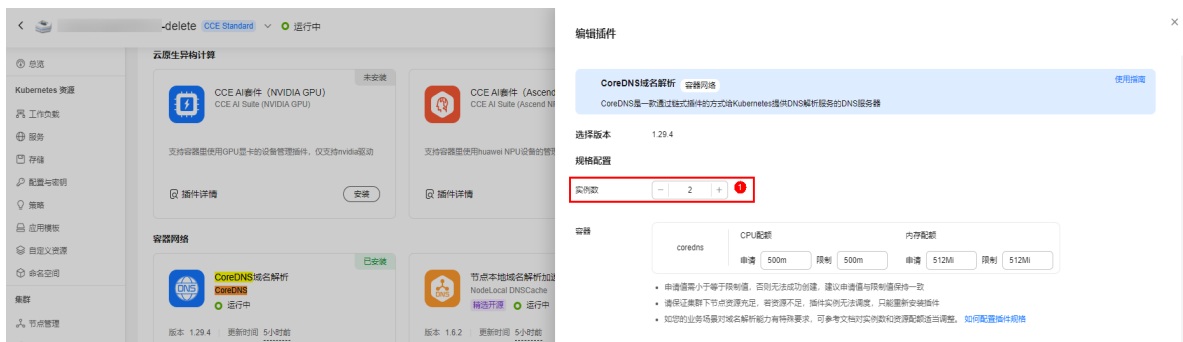 -delete CCE Standard 运行中
总览
Kubernetes 资源
工作负载
服务
存储
配置与密钥
策略
应用模板
自定义资源
命名空间
集群
节点管理
云原生异构计算
未安装
CCE AI套件（NVIDIA GPU）
CCE AI Suite (NVIDIA GPU)
支持容器里使用GPU显卡的设备管理插件，仅支持nvidia驱动
插件详情
安装
CCE AI套件（Ascend
CCE AI Suite (Ascend N
支持容器里使用huawei NPU设备的管
插件详情
容器网络
已安装
CoreDNS域名解析
CoreDNS
运行中
版本 1.29.4 更新时间 5小时前
节点本地域名解析加速
NodeLocal DNSCache
精选开源 运行中
版本 1.6.2 更新时间 5小时前
编辑插件
CoreDNS域名解析 容器网络
使用指南
CoreDNS是一款通过链式插件的方式给Kubernetes提供DNS解析服务的DNS服务器
选择版本 1.29.4
规格配置
实例数 2 1
容器
coredns
CPU配额 内存配额
申请 500m 限制 500m 申请 512Mi 限制 512Mi
申请值需小于等于限制值，否则无法成功创建，建议申请值与限制值保持一致
请保证集群下节点资源充足，若资源不足，插件实例无法调度，只能重新安装插件
如您的业务场景对域名解析能力有特殊要求，可参考文档对实例数和资源配额适当调整。 如何配置插件规格